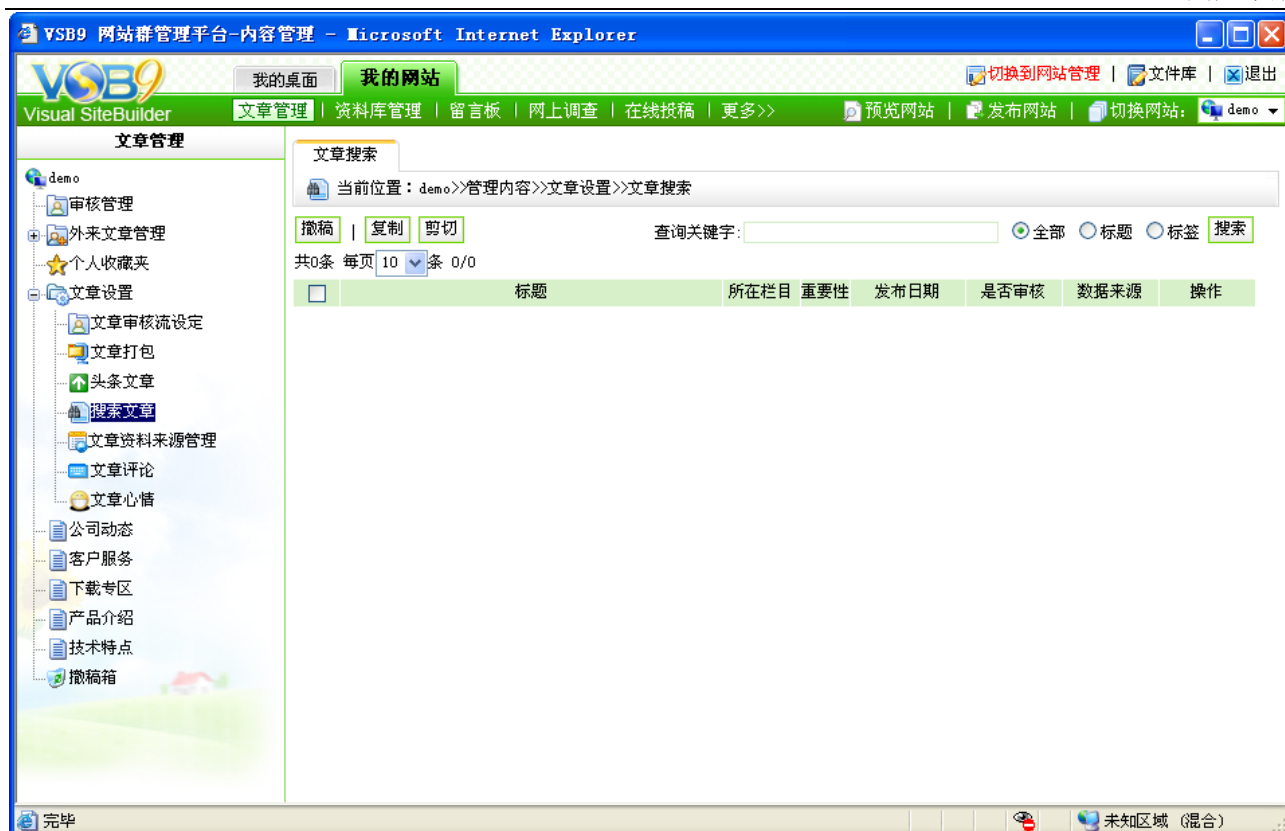 VSB9 网站群管理平台-内容管理 - Microsoft Internet Explorer
VSB9
Visual SiteBuilder
我的桌面 我的网站
切换到网站管理 | 文件库 | 退出
文章管理 | 资料库管理 | 留言板 | 网上调查 | 在线投稿 | 更多>> 预览网站 | 发布网站 | 切换网站: demo
文章管理
demo
审核管理
外来文章管理
个人收藏夹
文章设置
文章审核流设定
文章打包
头条文章
搜索文章
文章资料来源管理
文章评论
文章心情
公司动态
客户服务
下载专区
产品介绍
技术特点
撤稿箱
文章搜索
当前位置：demo>>管理内容>>文章设置>>文章搜索
撤稿 | 复制 剪切 查询关键字: 全部 标题 标签 搜索
共0条 每页 10 条 0/0
标题 所在栏目 重要性 发布日期 是否审核 数据来源 操作
完毕 未知区域 (混合)